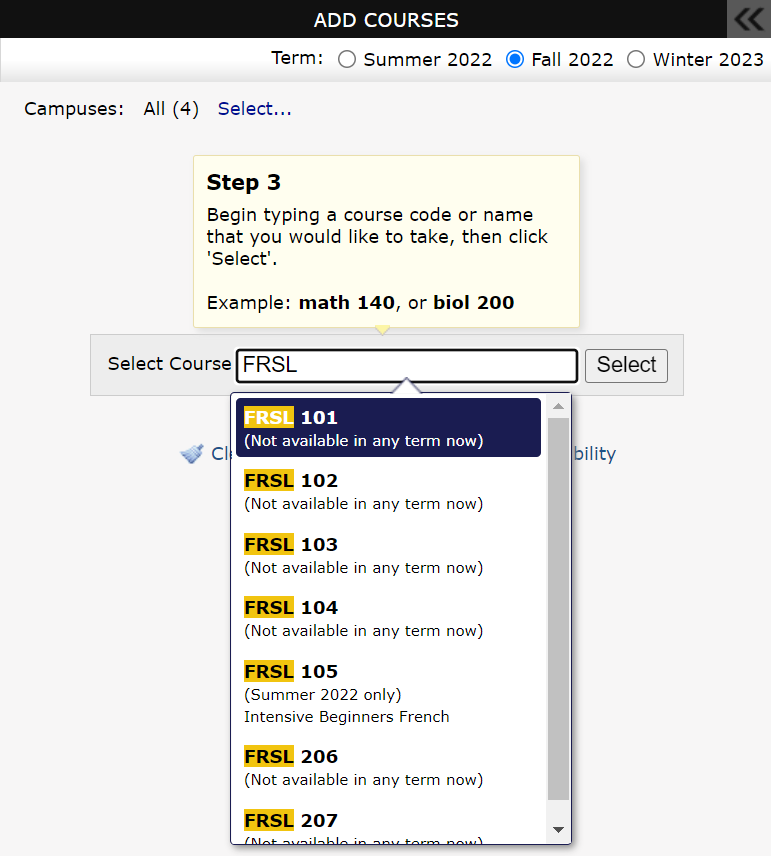 ADD COURSES
Term: Summer 2022 Fall 2022 Winter 2023
Campuses: All (4) Select...
Step 3
Begin typing a course code or name
that you would like to take, then click
'Select'.
Example: math 140, or biol 200
Select Course FRSL Select
FRSL 101
(Not available in any term now)
FRSL 102
(Not available in any term now)
FRSL 103
(Not available in any term now)
FRSL 104
(Not available in any term now)
FRSL 105
(Summer 2022 only)
Intensive Beginners French
FRSL 206
(Not available in any term now)
FRSL 207
(Not available in any term now)